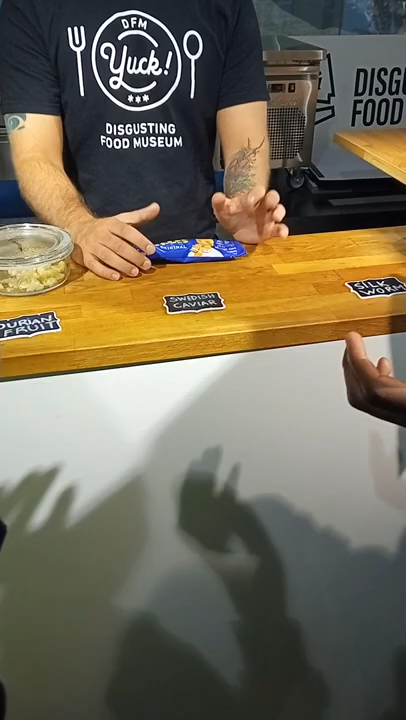 DFM
Yuck!
DISGUSTING
FOOD MUSEUM
DISGU
FOOD
DURIAN
FRUIT
SWEDISH
CAVIAR
SILK
WORM